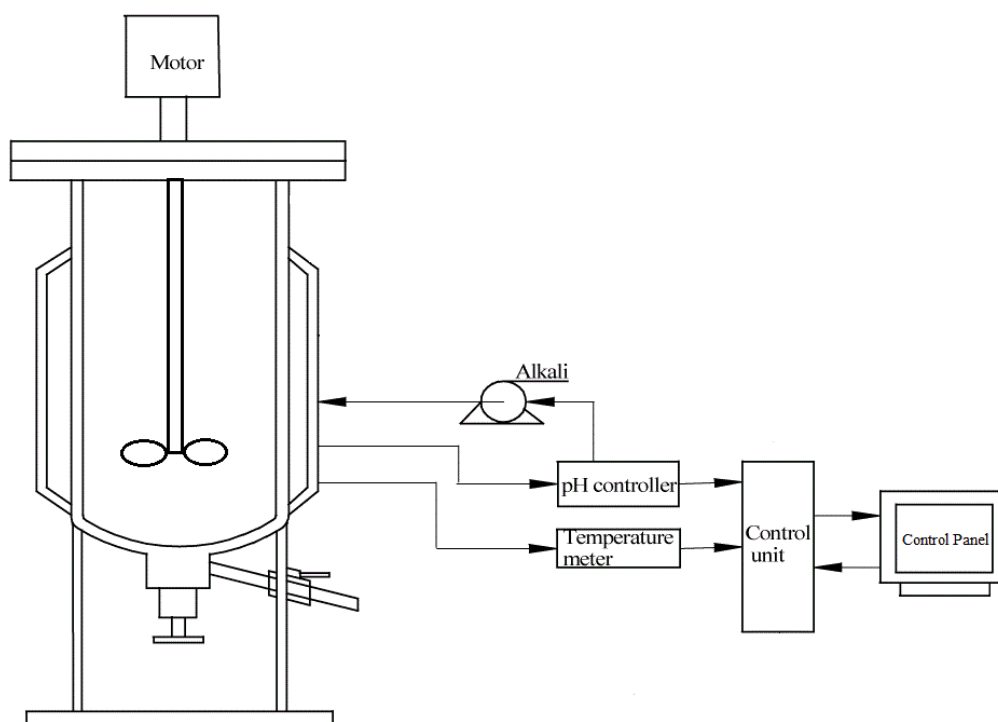 Motor
Alkali
pH controller
Temperature
meter
Control
unit
Control Panel